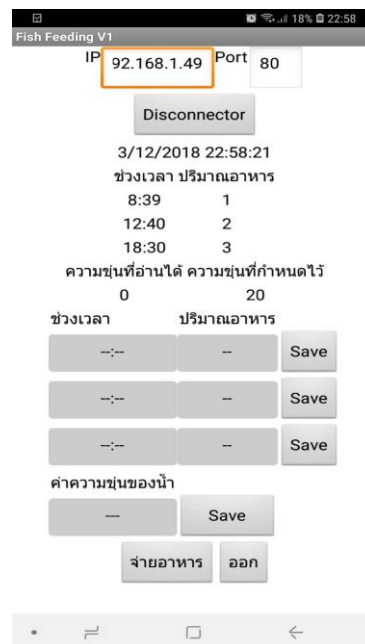 18% 22:58
Fish Feeding V1
IP 92.168.1.49 Port 80
Disconnector
3/12/2018 22:58:21
ช่วงเวลา ปริมาณอาหาร
8:39 1
12:40 2
18:30 3
ความขุ่นที่อ่านได้ ความขุ่นที่กำหนดไว้
0 20
ช่วงเวลา ปริมาณอาหาร
--:-- -- Save
--:-- -- Save
--:-- -- Save
ค่าความขุ่นของน้ำ
--- Save
จ่ายอาหาร ออก